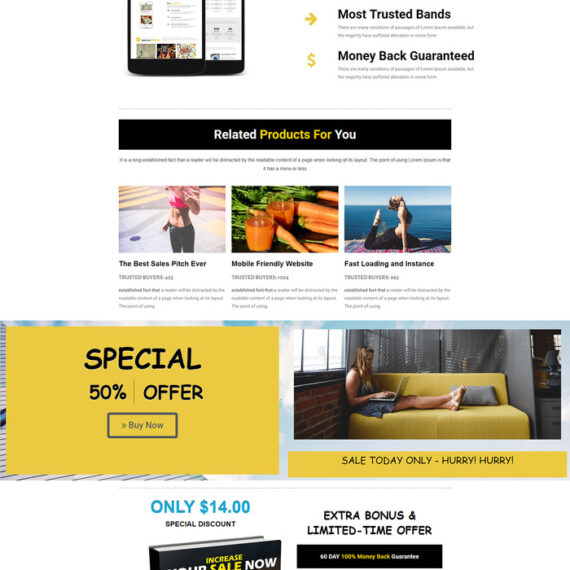 Most Trusted Bands
There are many variations of passages of Lorem Ipsum available, but
the majority have suffered alteration in some form
Money Back Guaranteed
There are many variations of passages of Lorem Ipsum available, but
the majority have suffered alteration in some form
Related Products For You
It is a long established fact that a reader will be distracted by the readable content of a page when looking at its layout. The point of using Lorem Ipsum is that
it has a more-or-less
The Best Sales Pitch Ever
TRUSTED BUYERS: 425
established fact that a reader will be distracted by the
readable content of a page when looking at its layout.
The point of using
Mobile Friendly Website
TRUSTED BUYERS: 1024
established fact that a reader will be distracted by the
readable content of a page when looking at its layout.
The point of using
Fast Loading and Instance
TRUSTED BUYERS: 965
established fact that a reader will be distracted by the
readable content of a page when looking at its layout.
The point of using
SPECIAL
50% OFFER
» Buy Now
SALE TODAY ONLY - HURRY! HURRY!
ONLY $14.00
SPECIAL DISCOUNT
INCREASE
YOUR SALE NOW
EXTRA BONUS &
LIMITED-TIME OFFER
60 DAY 100% Money Back Guarantee